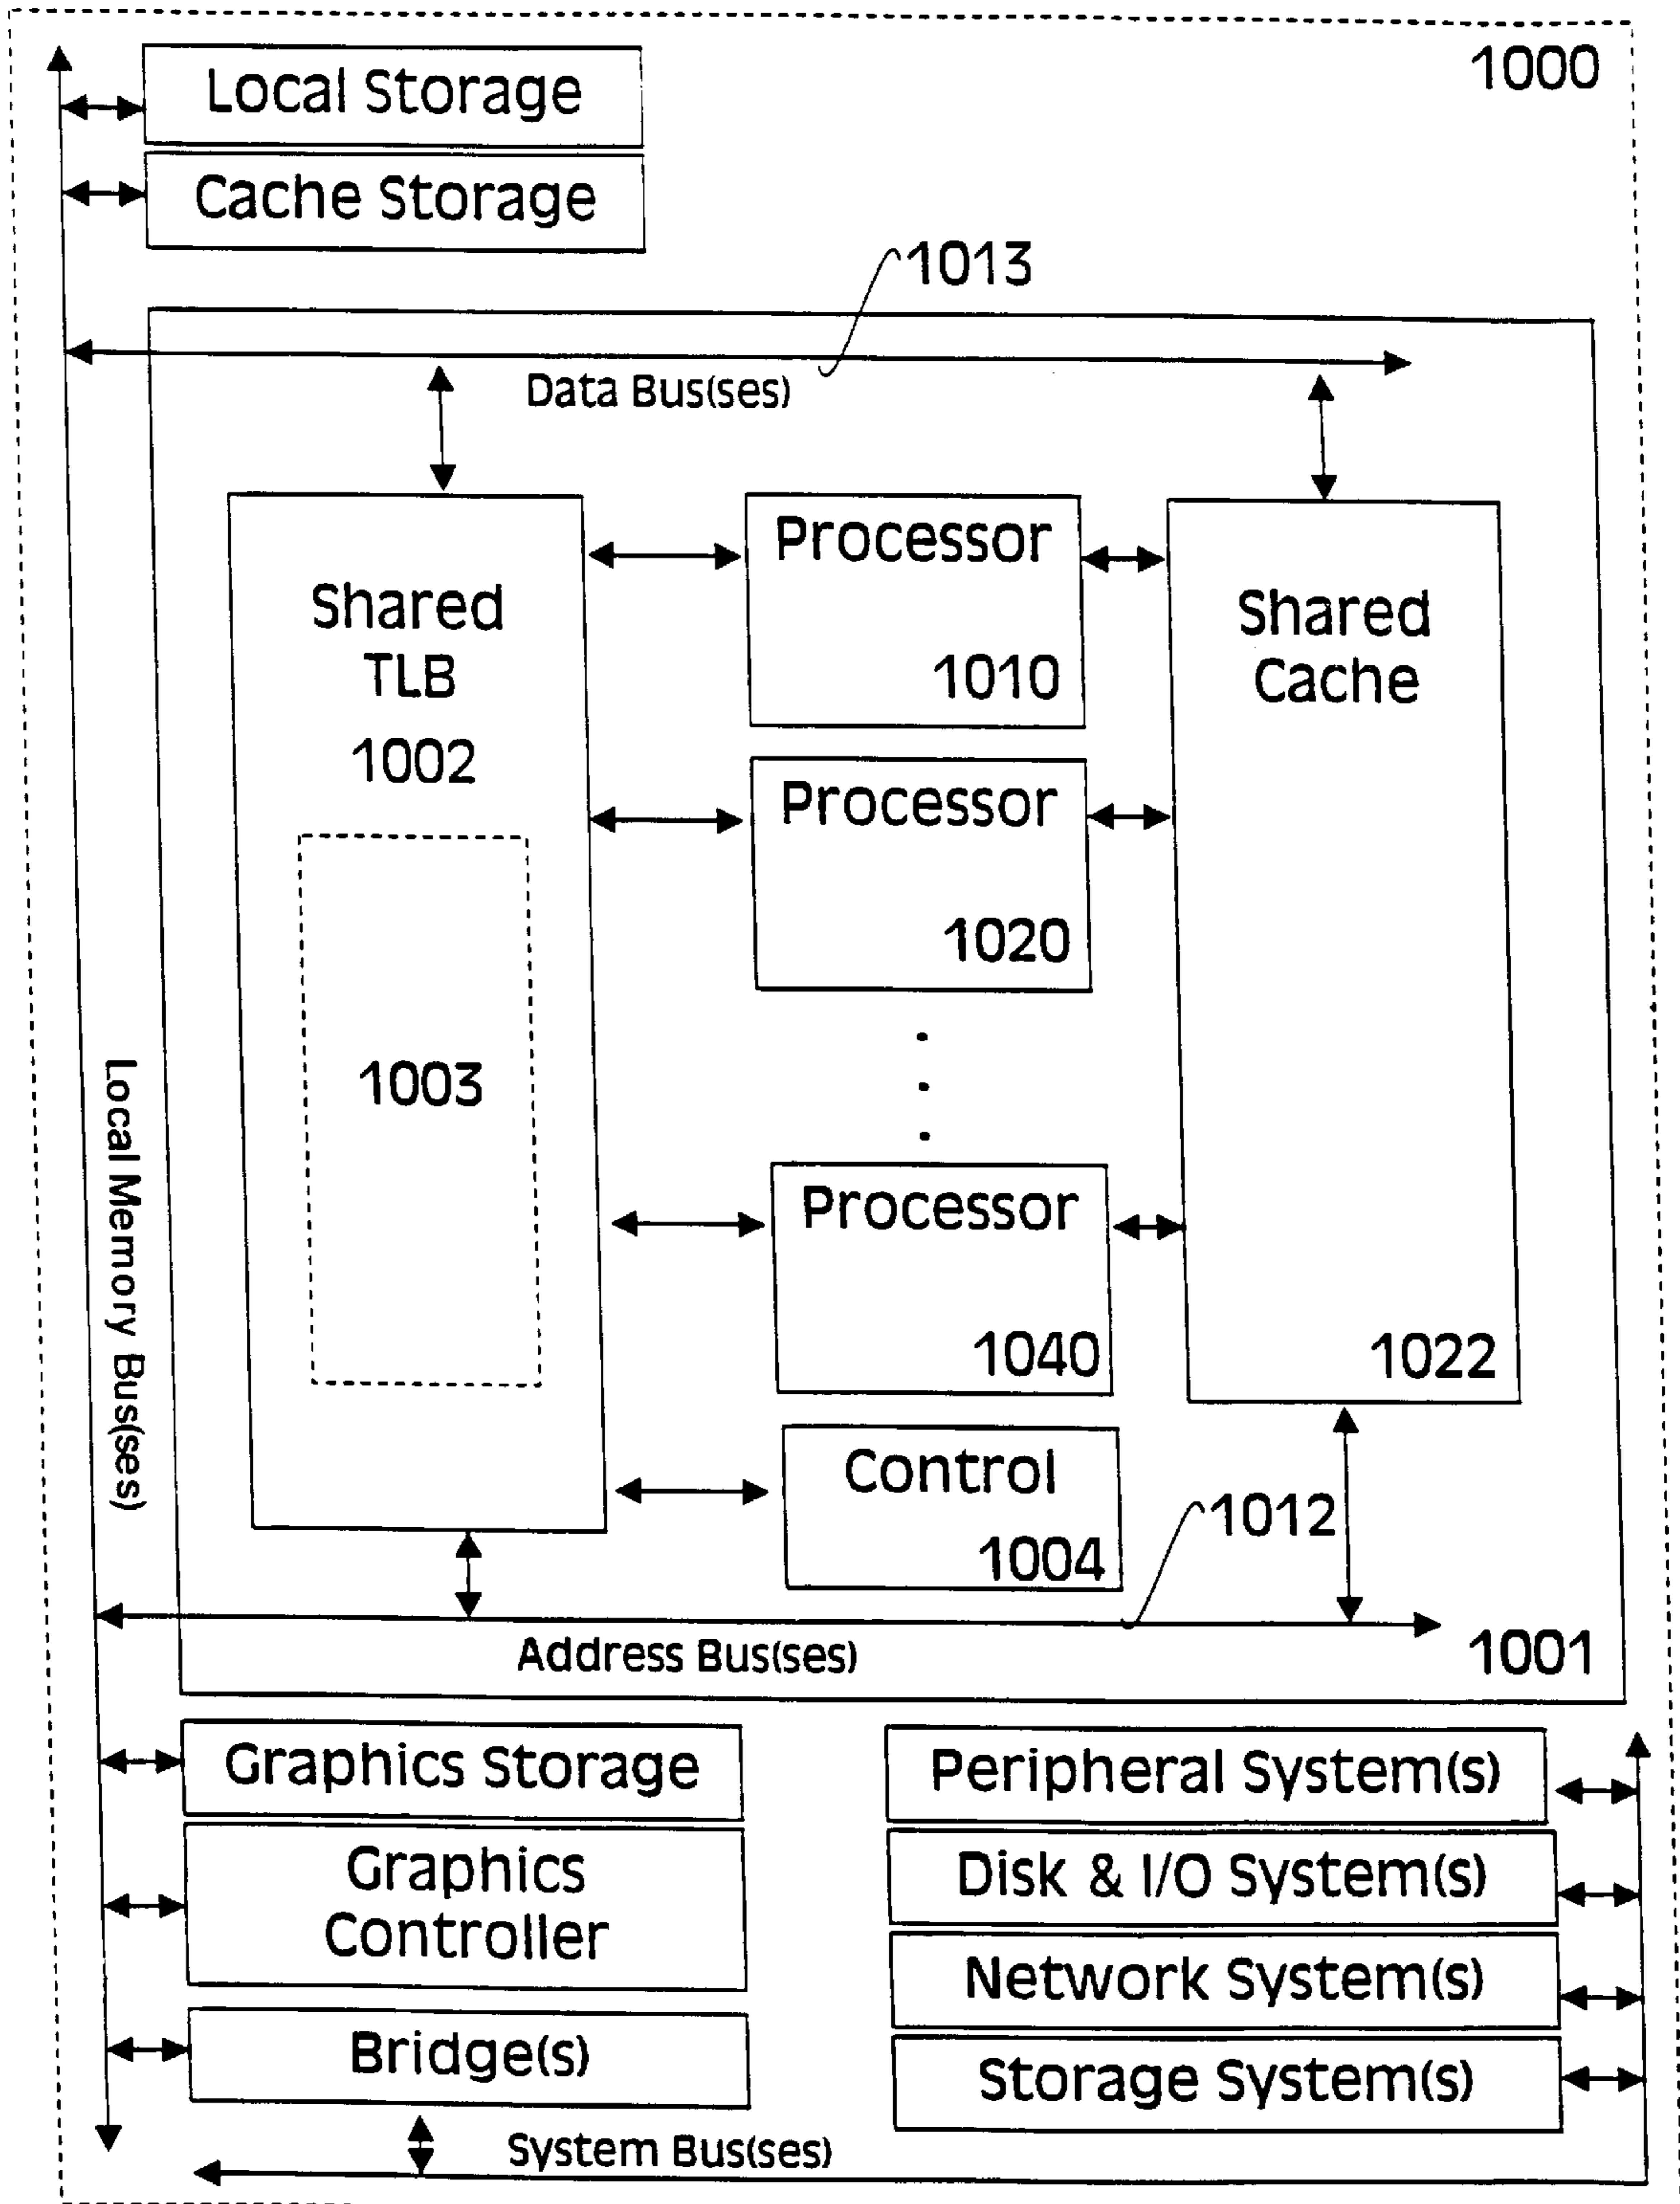 1000
Local Storage
Cache Storage
1013
Data Bus(ses)
Shared
TLB
1002
1003
Processor
1010
Processor
1020
Processor
1040
Control
1004
Shared
Cache
1022
1012
Address Bus(ses)
1001
Local Memory Bus(ses)
Graphics Storage
Graphics
Controller
Bridge(s)
Peripheral System(s)
Disk & I/O System(s)
Network System(s)
Storage System(s)
System Bus(ses)